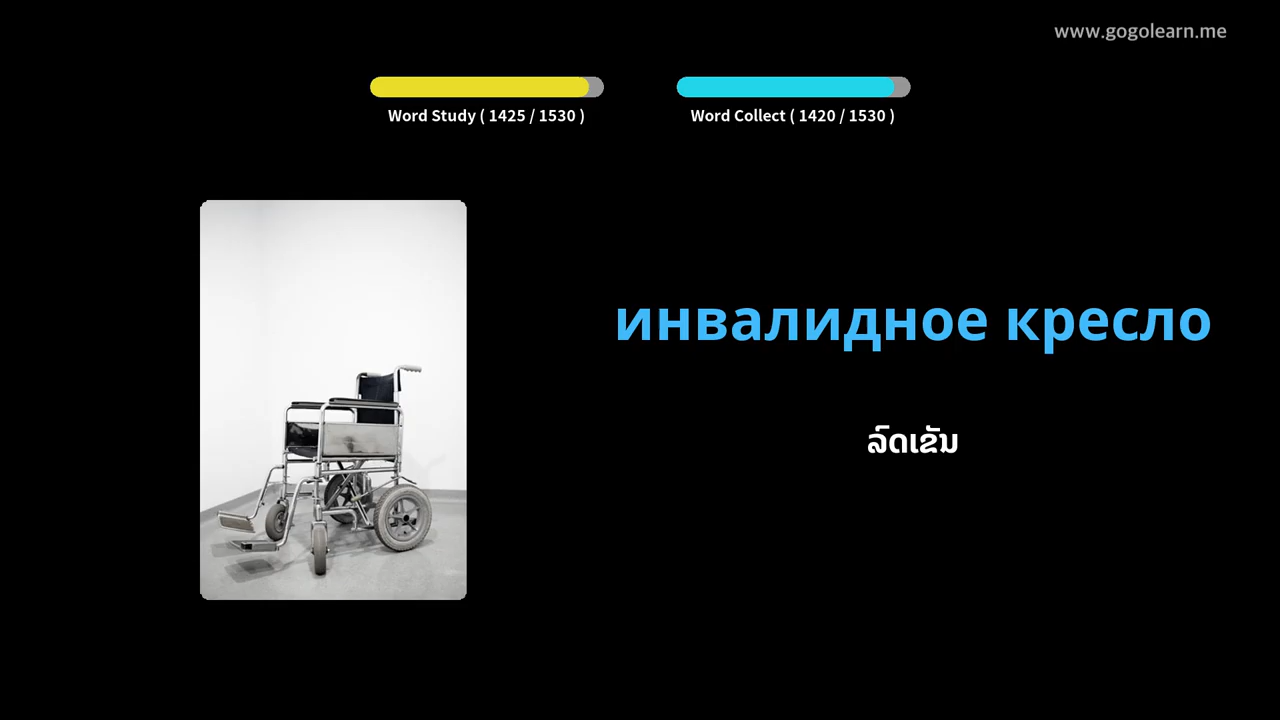 www.gogolearn.me
Word Study ( 1425 / 1530 )
Word Collect ( 1420 / 1530 )
инвалидное кресло
ລົດເຂັນ